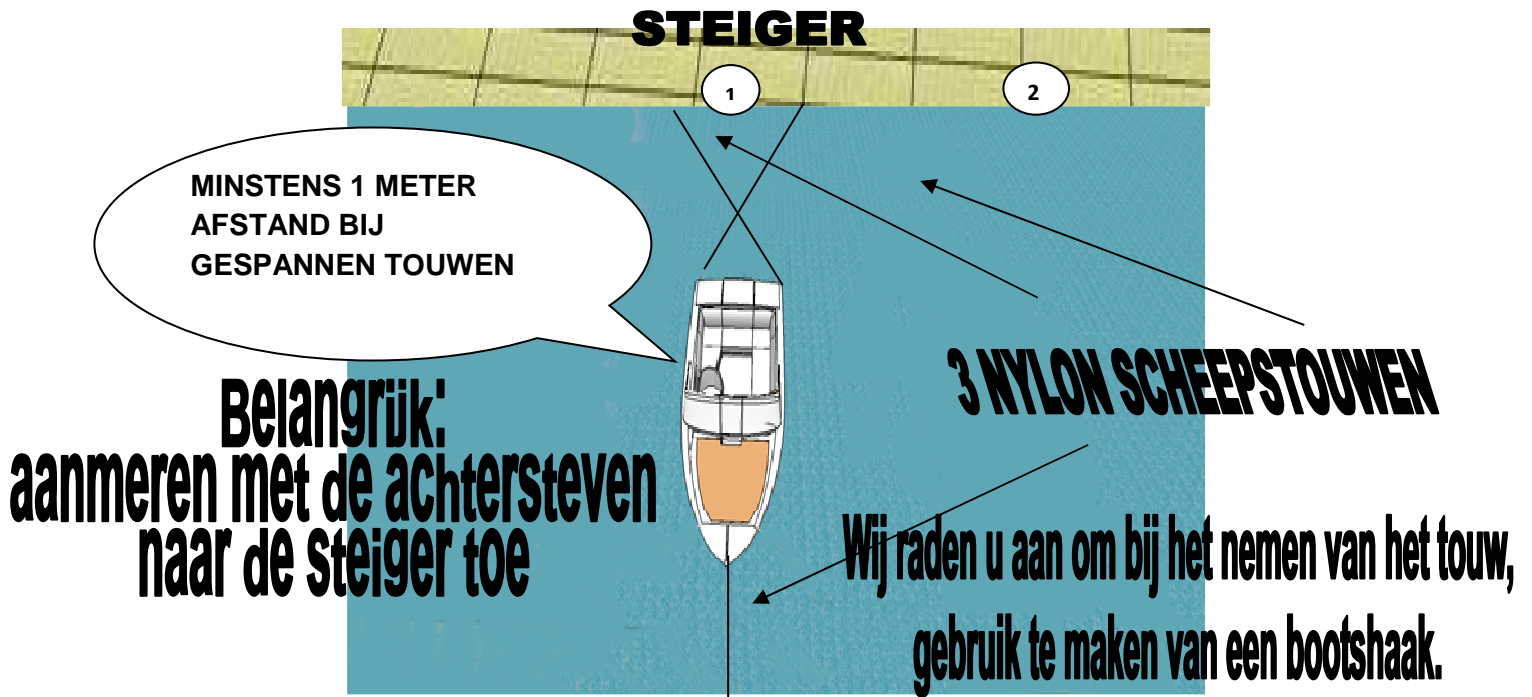 STEIGER
1
2
MINSTENS 1 METER
AFSTAND BIJ
GESPANNEN TOUWEN
3 NYLON SCHEEPSTOUWEN
Belangrijk:
aanmeren met de achtersteven
naar de steiger toe
Wij raden u aan om bij het nemen van het touw,
gebruik te maken van een bootshaak.